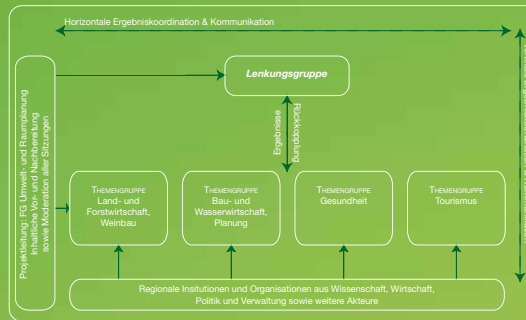 Horizontale Ergebniskoordination & Kommunikation
Lenkungsgruppe
Projektleitung: FG Umwelt- und Raumplanung
Inhaltliche Vor- und Nachbereitung
sowie Moderation aller Sitzungen
Ergebnisse
Rückkopplung
THEMENGRUPPE
Land- und
Forstwirtschaft,
Weinbau
THEMENGRUPPE
Bau- und
Wasserwirtschaft,
Planung
THEMENGRUPPE
Gesundheit
THEMENGRUPPE
Tourismus
Regionale Insitutionen und Organisationen aus Wissenschaft, Wirtschaft,
Politik und Verwaltung sowie weitere Akteure